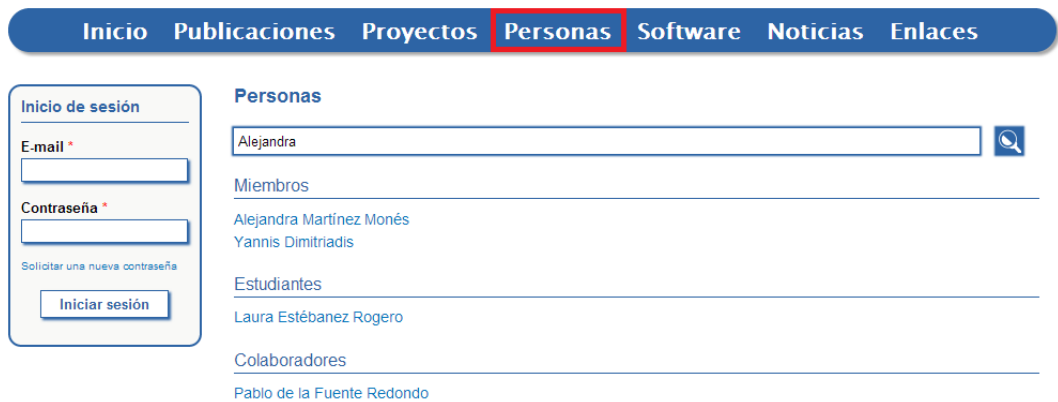 Inicio Publicaciones Proyectos Personas Software Noticias Enlaces
Inicio de sesión
E-mail *
Contraseña *
Solicitar una nueva contraseña
Iniciar sesión
Personas
Alejandra
Miembros
Alejandra Martínez Monés
Yannis Dimitriadis
Estudiantes
Laura Estébanez Rogero
Colaboradores
Pablo de la Fuente Redondo